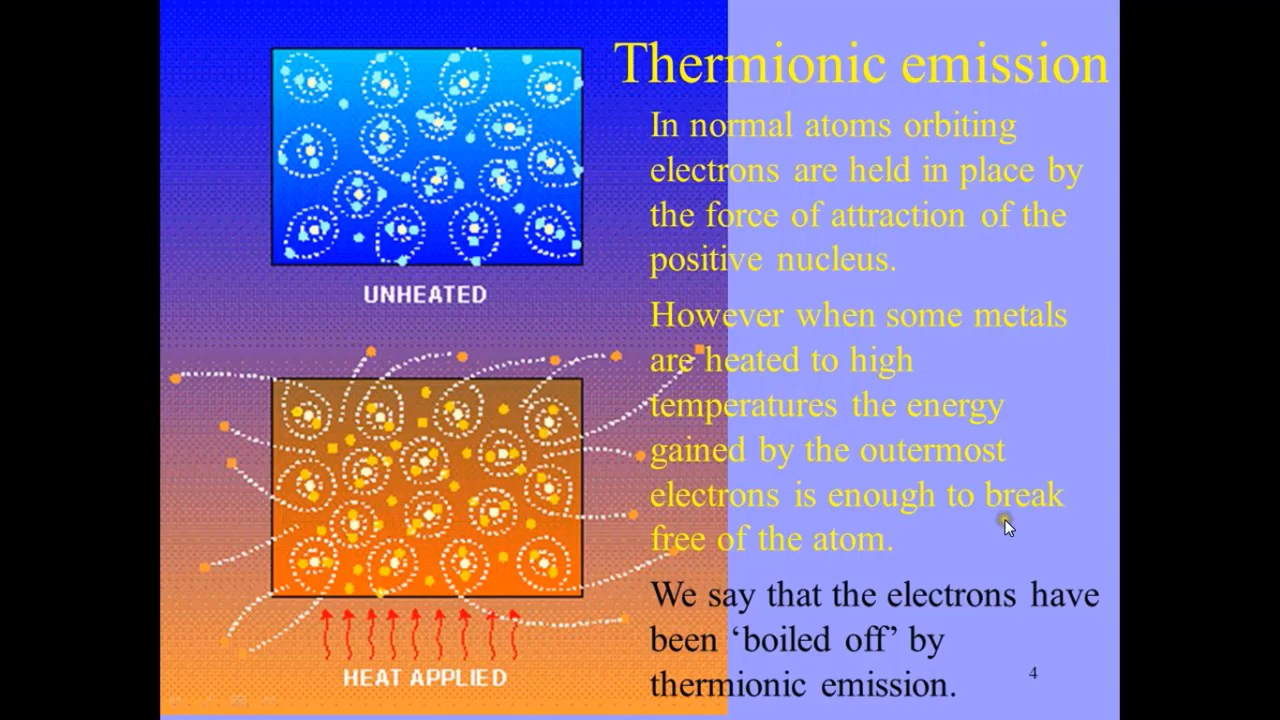 Thermionic emission
In normal atoms orbiting
electrons are held in place by
the force of attraction of the
positive nucleus.
However when some metals
are heated to high
temperatures the energy
gained by the outermost
electrons is enough to break
free of the atom.
We say that the electrons have
been ‘boiled off’ by
thermionic emission.
4
UNHEATED
HEAT APPLIED